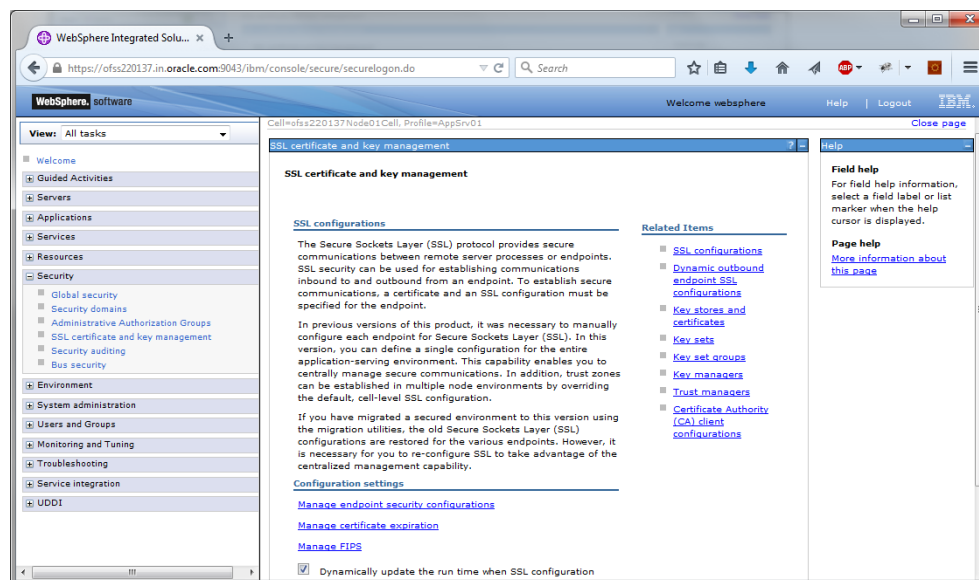 WebSphere Integrated Solu... × +
https://ofss220137.in.oracle.com:9043/ibm/console/secure/securelogon.do
Search
ABP
WebSphere. software
Welcome websphere
Help | Logout
IBM.
View: All tasks
Cell=ofss220137Node01Cell, Profile=AppSrv01
Close page
Welcome
Guided Activities
Servers
Applications
Services
Resources
Security
Global security
Security domains
Administrative Authorization Groups
SSL certificate and key management
Security auditing
Bus security
Environment
System administration
Users and Groups
Monitoring and Tuning
Troubleshooting
Service integration
UDDI
SSL certificate and key management
? -
SSL certificate and key management
SSL configurations
The Secure Sockets Layer (SSL) protocol provides secure
communications between remote server processes or endpoints.
SSL security can be used for establishing communications
inbound to and outbound from an endpoint. To establish secure
communications, a certificate and an SSL configuration must be
specified for the endpoint.
In previous versions of this product, it was necessary to manually
configure each endpoint for Secure Sockets Layer (SSL). In this
version, you can define a single configuration for the entire
application-serving environment. This capability enables you to
centrally manage secure communications. In addition, trust zones
can be established in multiple node environments by overriding
the default, cell-level SSL configuration.
If you have migrated a secured environment to this version using
the migration utilities, the old Secure Sockets Layer (SSL)
configurations are restored for the various endpoints. However, it
is necessary for you to re-configure SSL to take advantage of the
centralized management capability.
Configuration settings
Manage endpoint security configurations
Manage certificate expiration
Manage FIPS
Dynamically update the run time when SSL configuration
Related Items
SSL configurations
Dynamic outbound
endpoint SSL
configurations
Key stores and
certificates
Key sets
Key set groups
Key managers
Trust managers
Certificate Authority
(CA) client
configurations
Help
-
Field help
For field help information,
select a field label or list
marker when the help
cursor is displayed.
Page help
More information about
this page